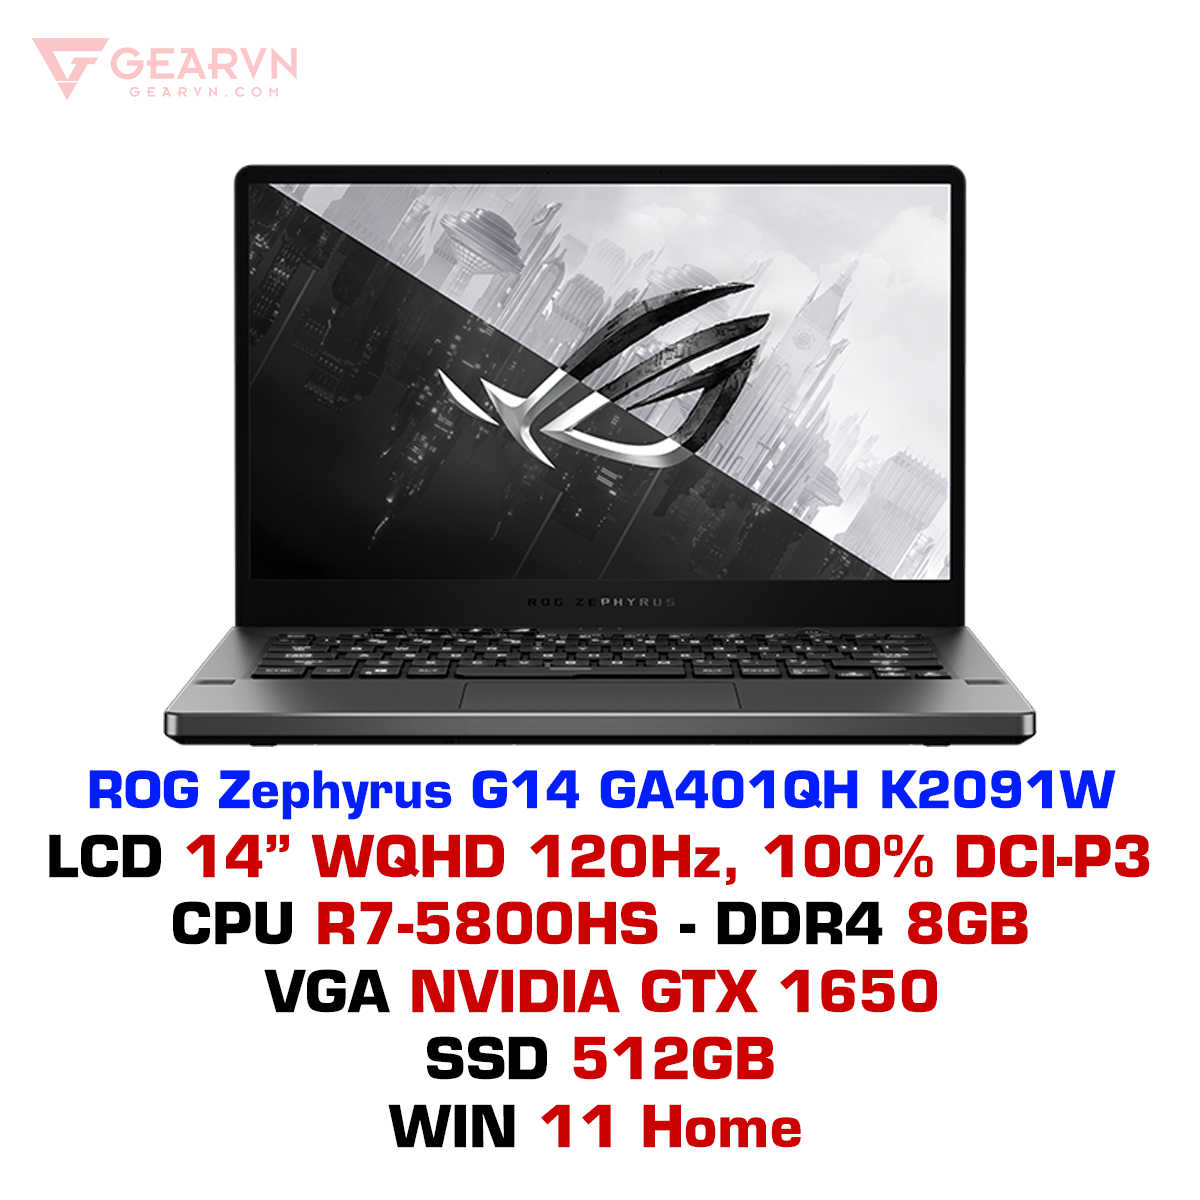 GEARVN
GEARVN.COM
ROG ZEPHYRUS
ROG Zephyrus G14 GA401QH K2091W
LCD 14” WQHD 120Hz, 100% DCI-P3
CPU R7-5800HS - DDR4 8GB
VGA NVIDIA GTX 1650
SSD 512GB
WIN 11 Home